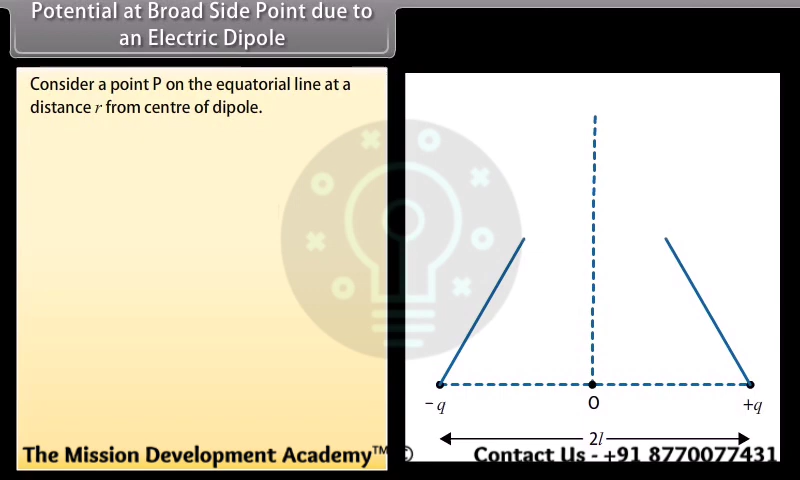 Potential at Broad Side Point due to
an Electric Dipole
Consider a point P on the equatorial line at a
distance r from centre of dipole.
– q
O
+q
2l
The Mission Development Academy™ ©
Contact Us - +91 8770077431